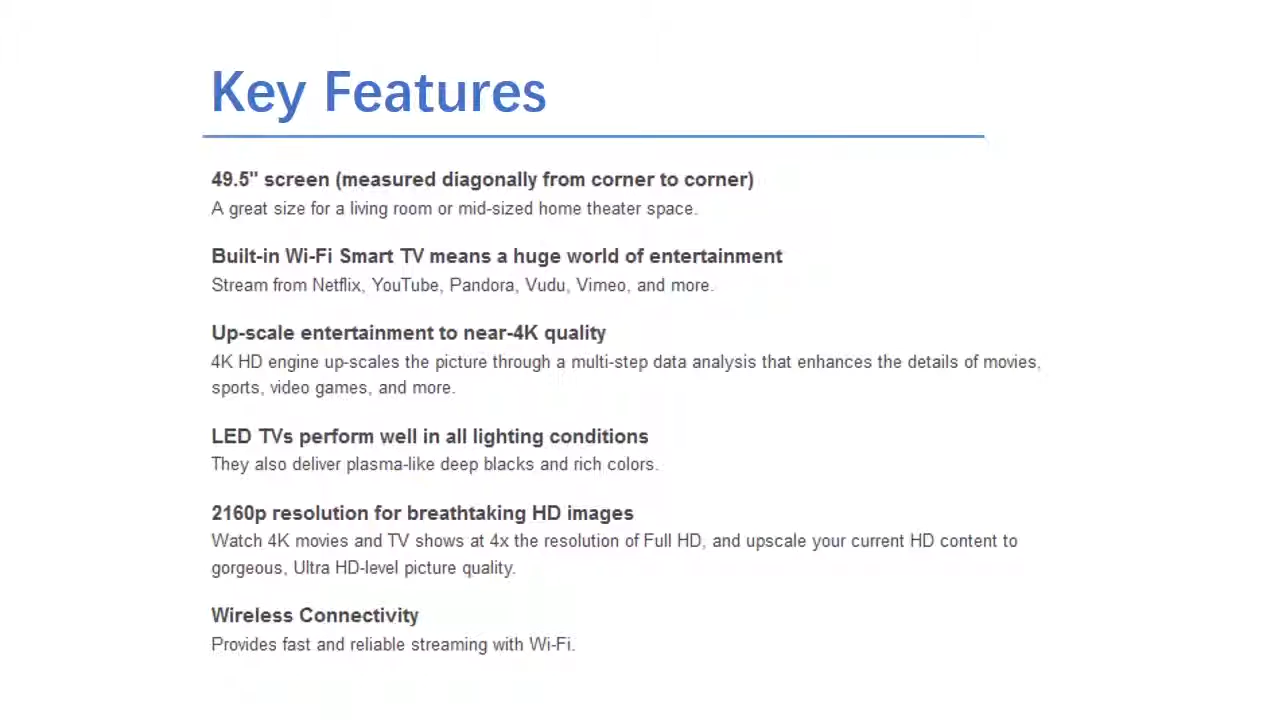 Key Features
49.5" screen (measured diagonally from corner to corner)
A great size for a living room or mid-sized home theater space.
Built-in Wi-Fi Smart TV means a huge world of entertainment
Stream from Netflix, YouTube, Pandora, Vudu, Vimeo, and more.
Up-scale entertainment to near-4K quality
4K HD engine up-scales the picture through a multi-step data analysis that enhances the details of movies,
sports, video games, and more.
LED TVs perform well in all lighting conditions
They also deliver plasma-like deep blacks and rich colors.
2160p resolution for breathtaking HD images
Watch 4K movies and TV shows at 4x the resolution of Full HD, and upscale your current HD content to
gorgeous, Ultra HD-level picture quality.
Wireless Connectivity
Provides fast and reliable streaming with Wi-Fi.